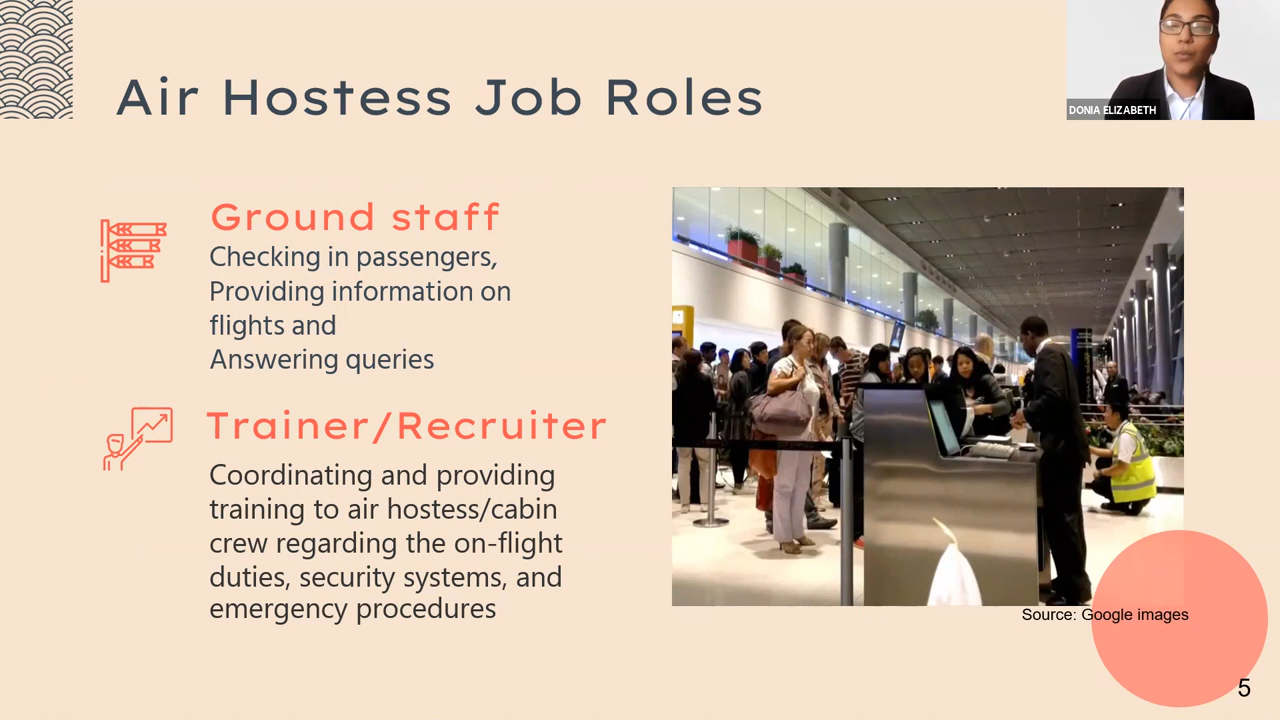 Air Hostess Job Roles
DONIA ELIZABETH
Ground staff
Checking in passengers,
Providing information on
flights and
Answering queries
Trainer/Recruiter
Coordinating and providing
training to air hostess/cabin
crew regarding the on-flight
duties, security systems, and
emergency procedures
Source: Google images
5